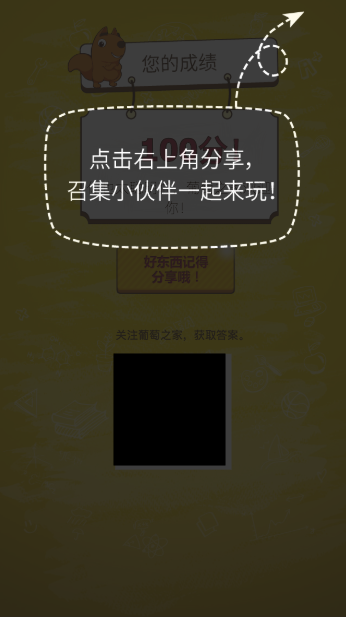 您的成绩
100分!
点击右上角分享，
召集小伙伴一起来玩！
你!
好东西记得
分享哦！
关注葡萄之家，获取答案。